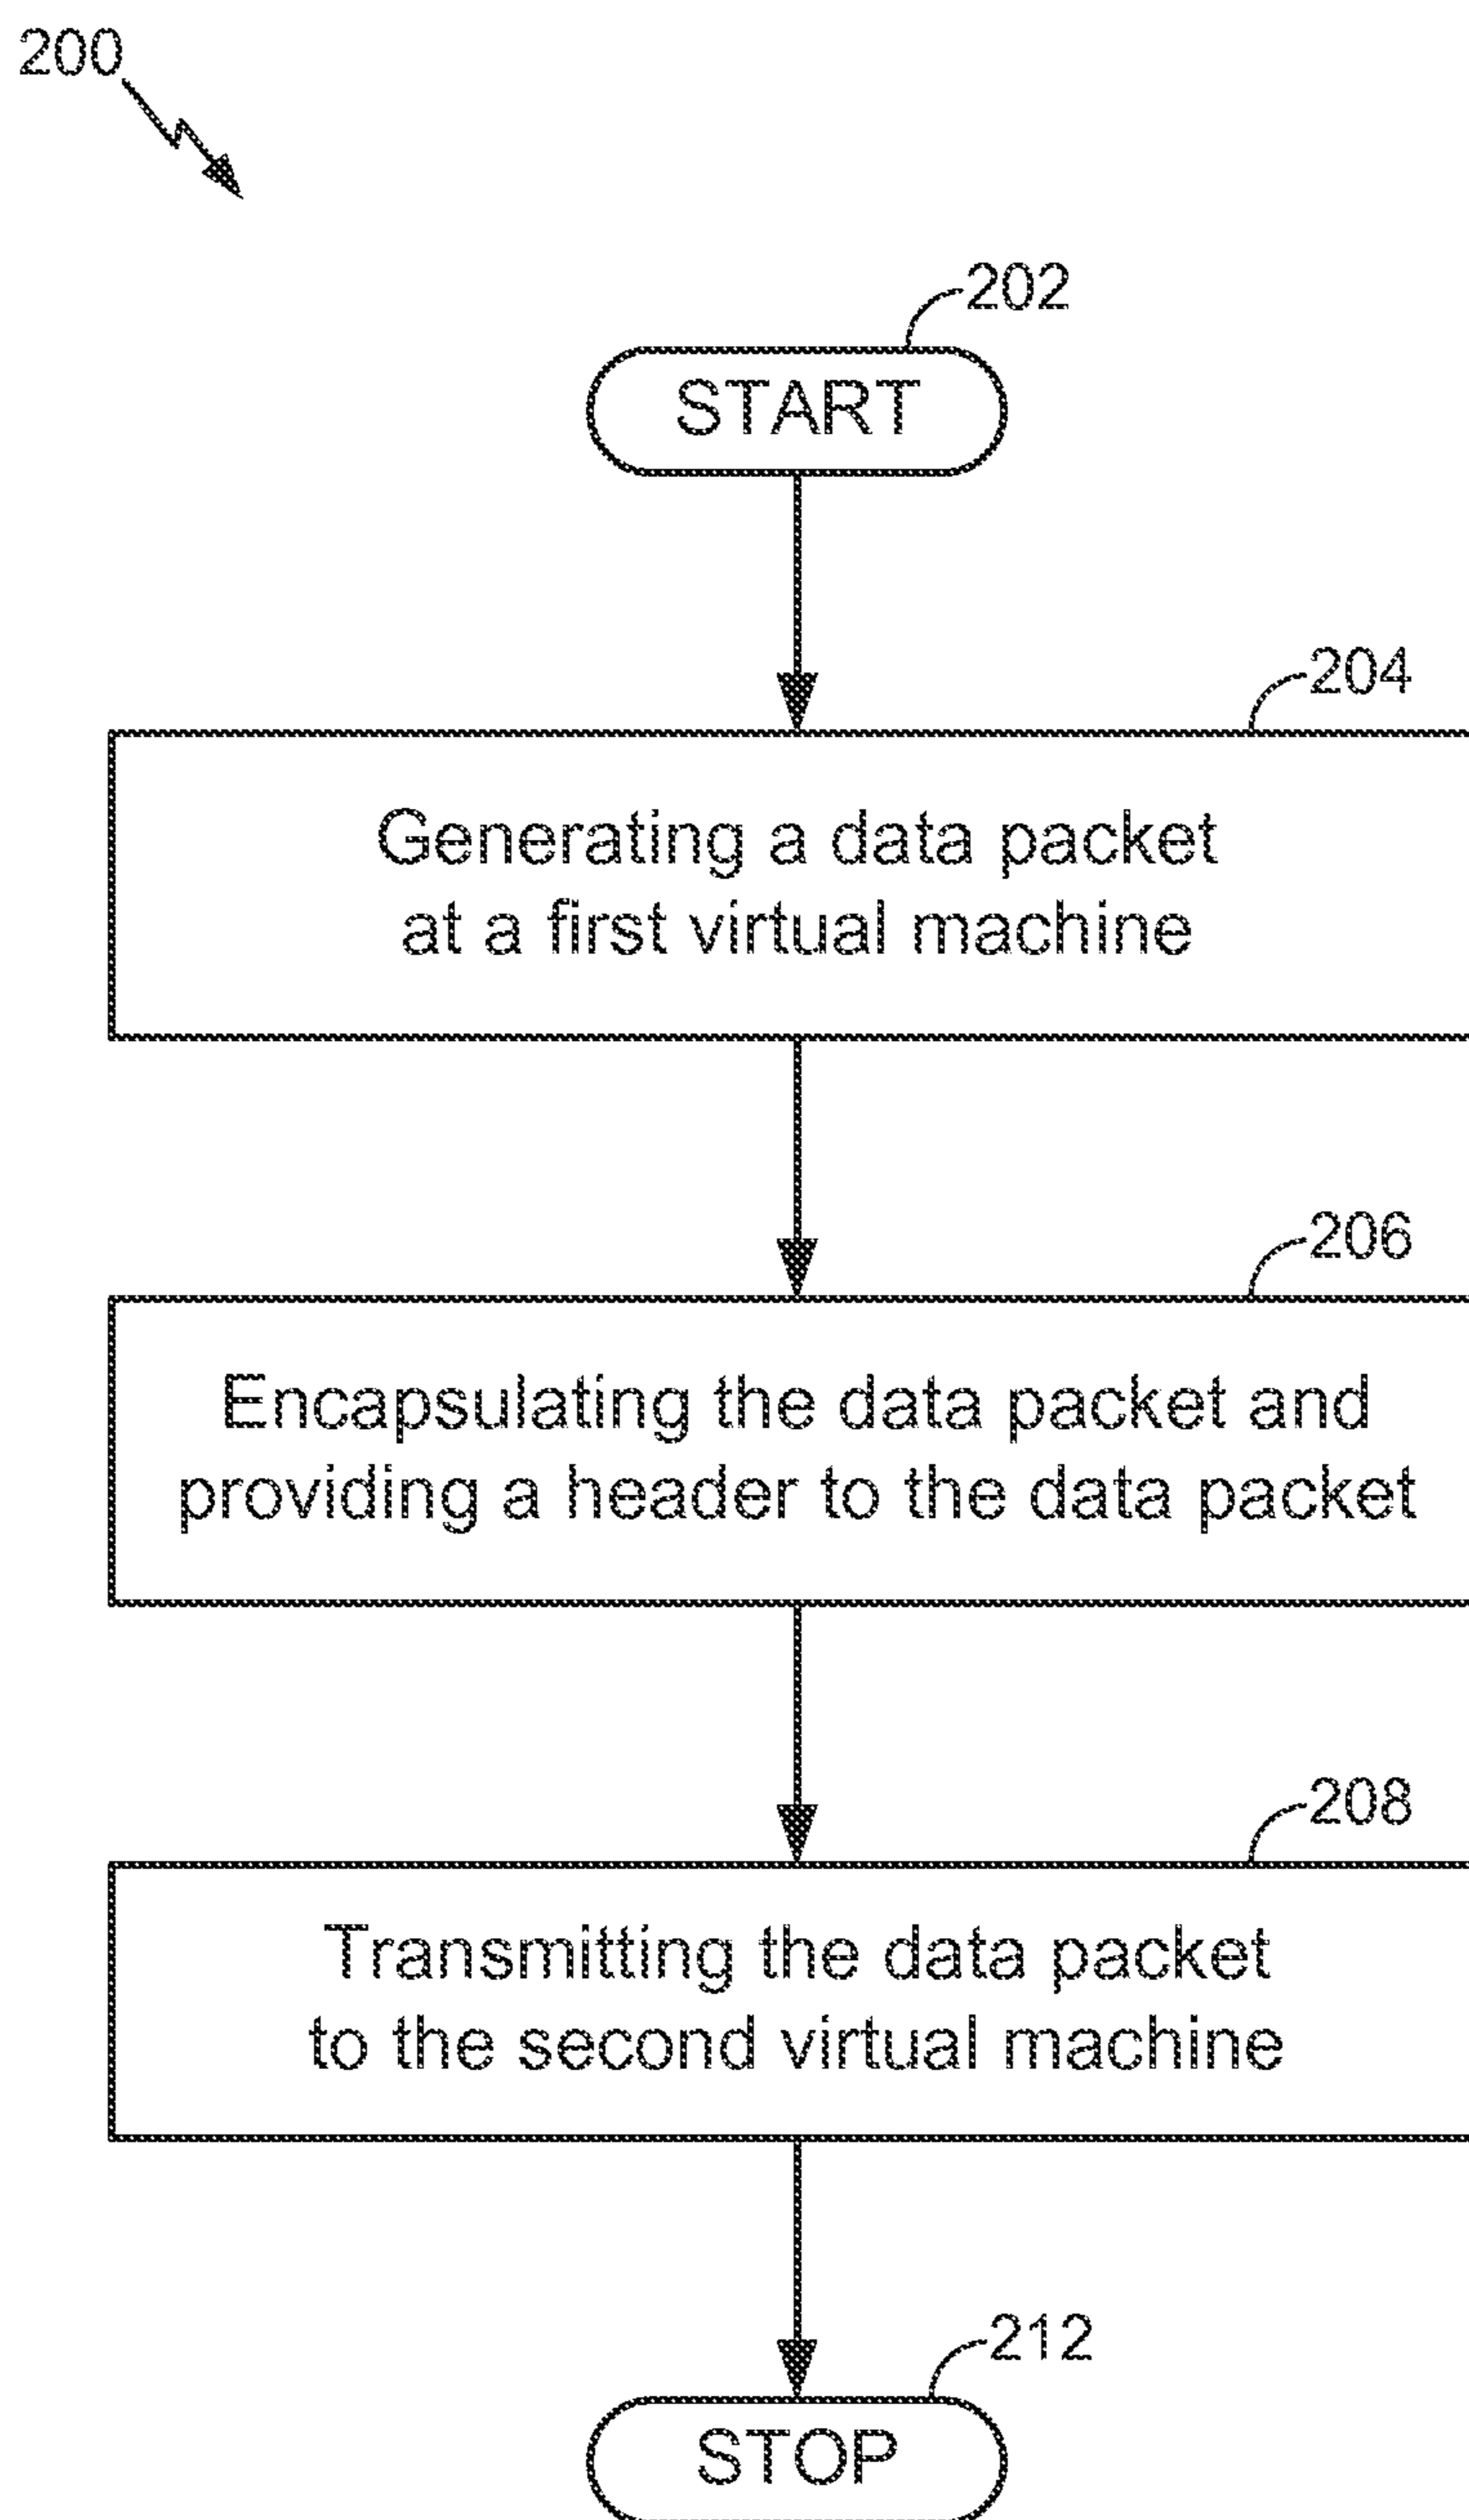 200
202
START
204
Generating a data packet
at a first virtual machine
206
Encapsulating the data packet and
providing a header to the data packet
208
Transmitting the data packet
to the second virtual machine
212
STOP